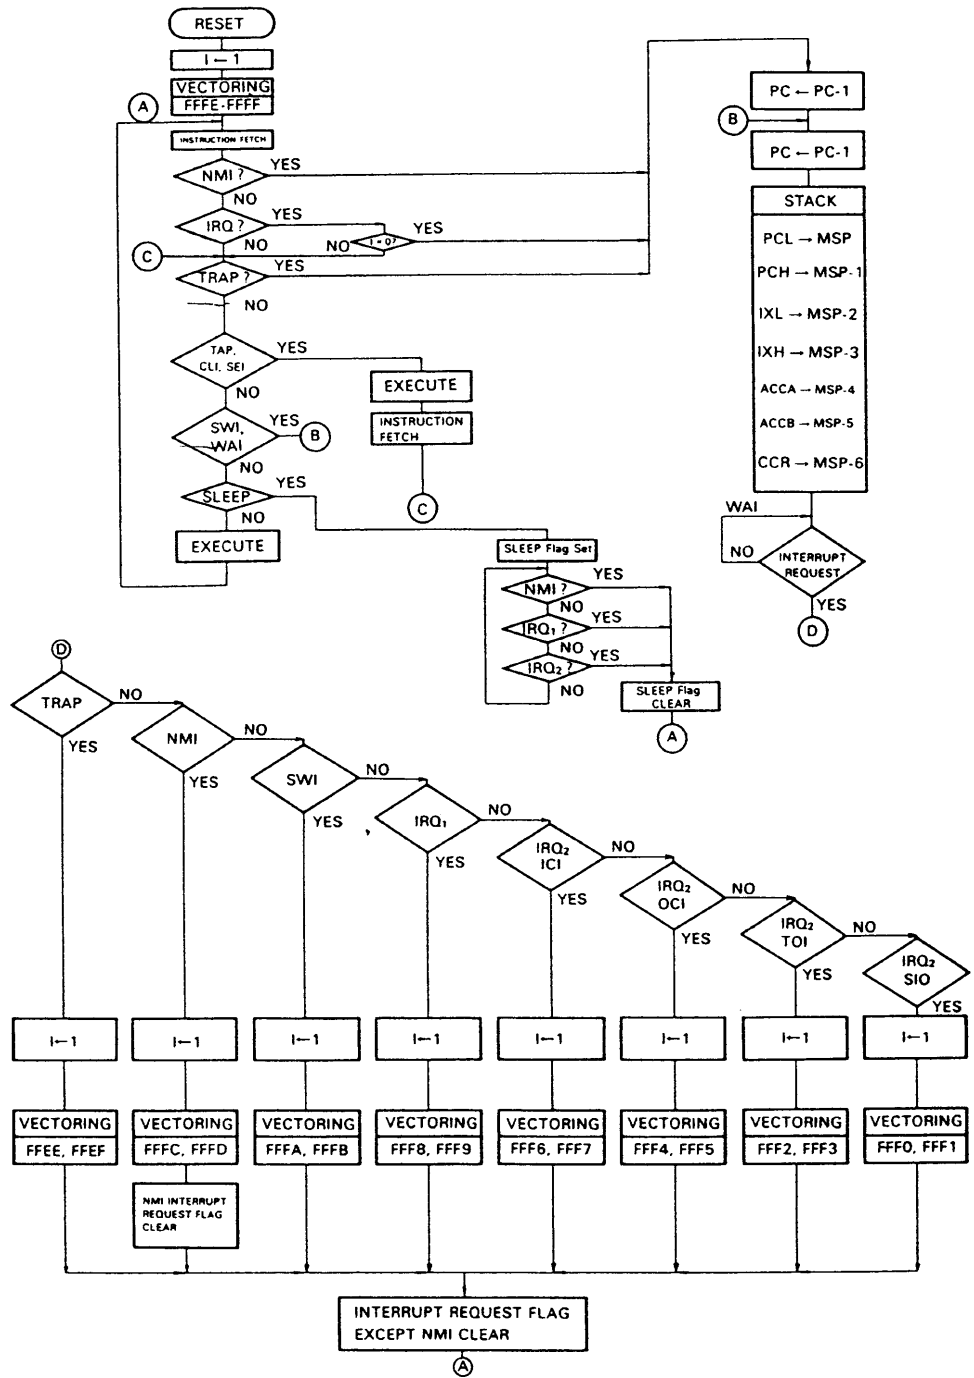 RESET
I ← 1
VECTORING
FFFE-FFFF
A
INSTRUCTION FETCH
NMI ?
YES
NO
IRQ ?
YES
NO
I = 0?
YES
NO
C
TRAP ?
YES
NO
TAP,
CLI, SEI
YES
NO
EXECUTE
INSTRUCTION
FETCH
C
SWI,
WAI
YES
B
NO
SLEEP
YES
NO
EXECUTE
PC ← PC-1
B
PC ← PC-1
STACK
PCL → MSP
PCH → MSP-1
IXL → MSP-2
IXH → MSP-3
ACCA → MSP-4
ACCB → MSP-5
CCR → MSP-6
WAI
NO
INTERRUPT
REQUEST
YES
D
SLEEP Flag Set
NMI ?
YES
NO
IRQ₁ ?
YES
NO
IRQ₂ ?
YES
NO
SLEEP Flag
CLEAR
A
D
TRAP
NO
YES
NMI
NO
YES
SWI
NO
YES
IRQ₁
NO
YES
IRQ₂
ICI
NO
YES
IRQ₂
OCI
NO
YES
IRQ₂
TOI
NO
YES
IRQ₂
SIO
YES
I←1
I←1
I←1
I←1
I←1
I←1
I←1
I←1
VECTORING
FFEE, FFEF
VECTORING
FFFC, FFFD
VECTORING
FFFA, FFFB
VECTORING
FFF8, FFF9
VECTORING
FFF6, FFF7
VECTORING
FFF4, FFF5
VECTORING
FFF2, FFF3
VECTORING
FFF0, FFF1
NMI INTERRUPT
REQUEST FLAG
CLEAR
INTERRUPT REQUEST FLAG
EXCEPT NMI CLEAR
A